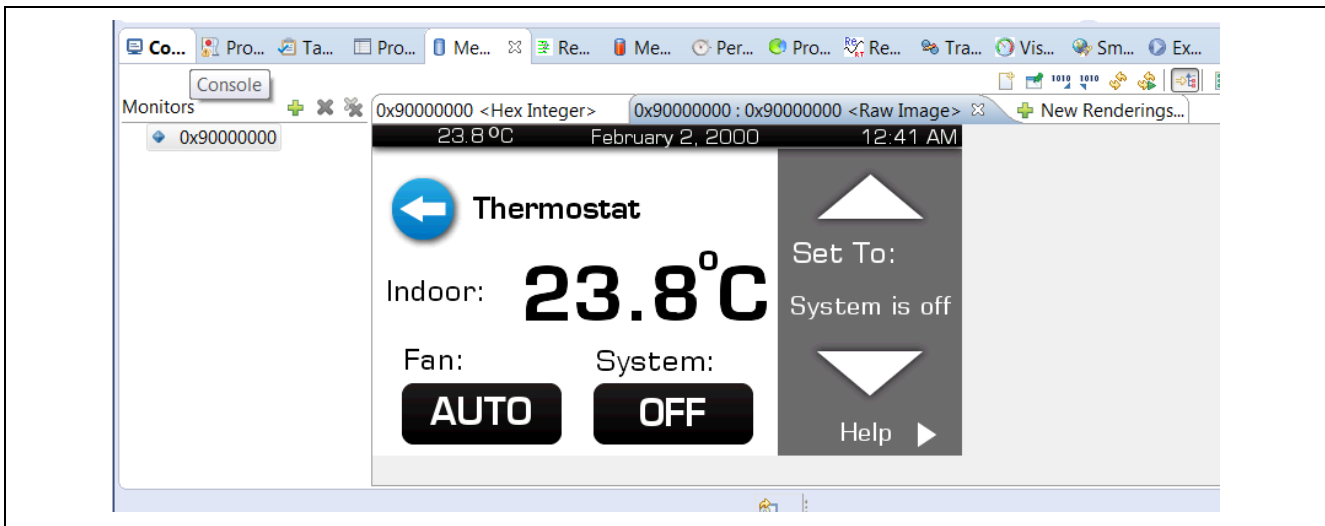 Co... Pro... Ta... Pro... Me... Re... Me... Per... Pro... Re... Tra... Vis... Sm... Ex...
Console
Monitors
0x90000000 <Hex Integer> 0x90000000 : 0x90000000 <Raw Image> New Renderings...
0x90000000
23.8ºC February 2, 2000 12:41 AM
Thermostat
Set To:
Indoor: 23.8ºC
System is off
Fan: System:
AUTO OFF
Help